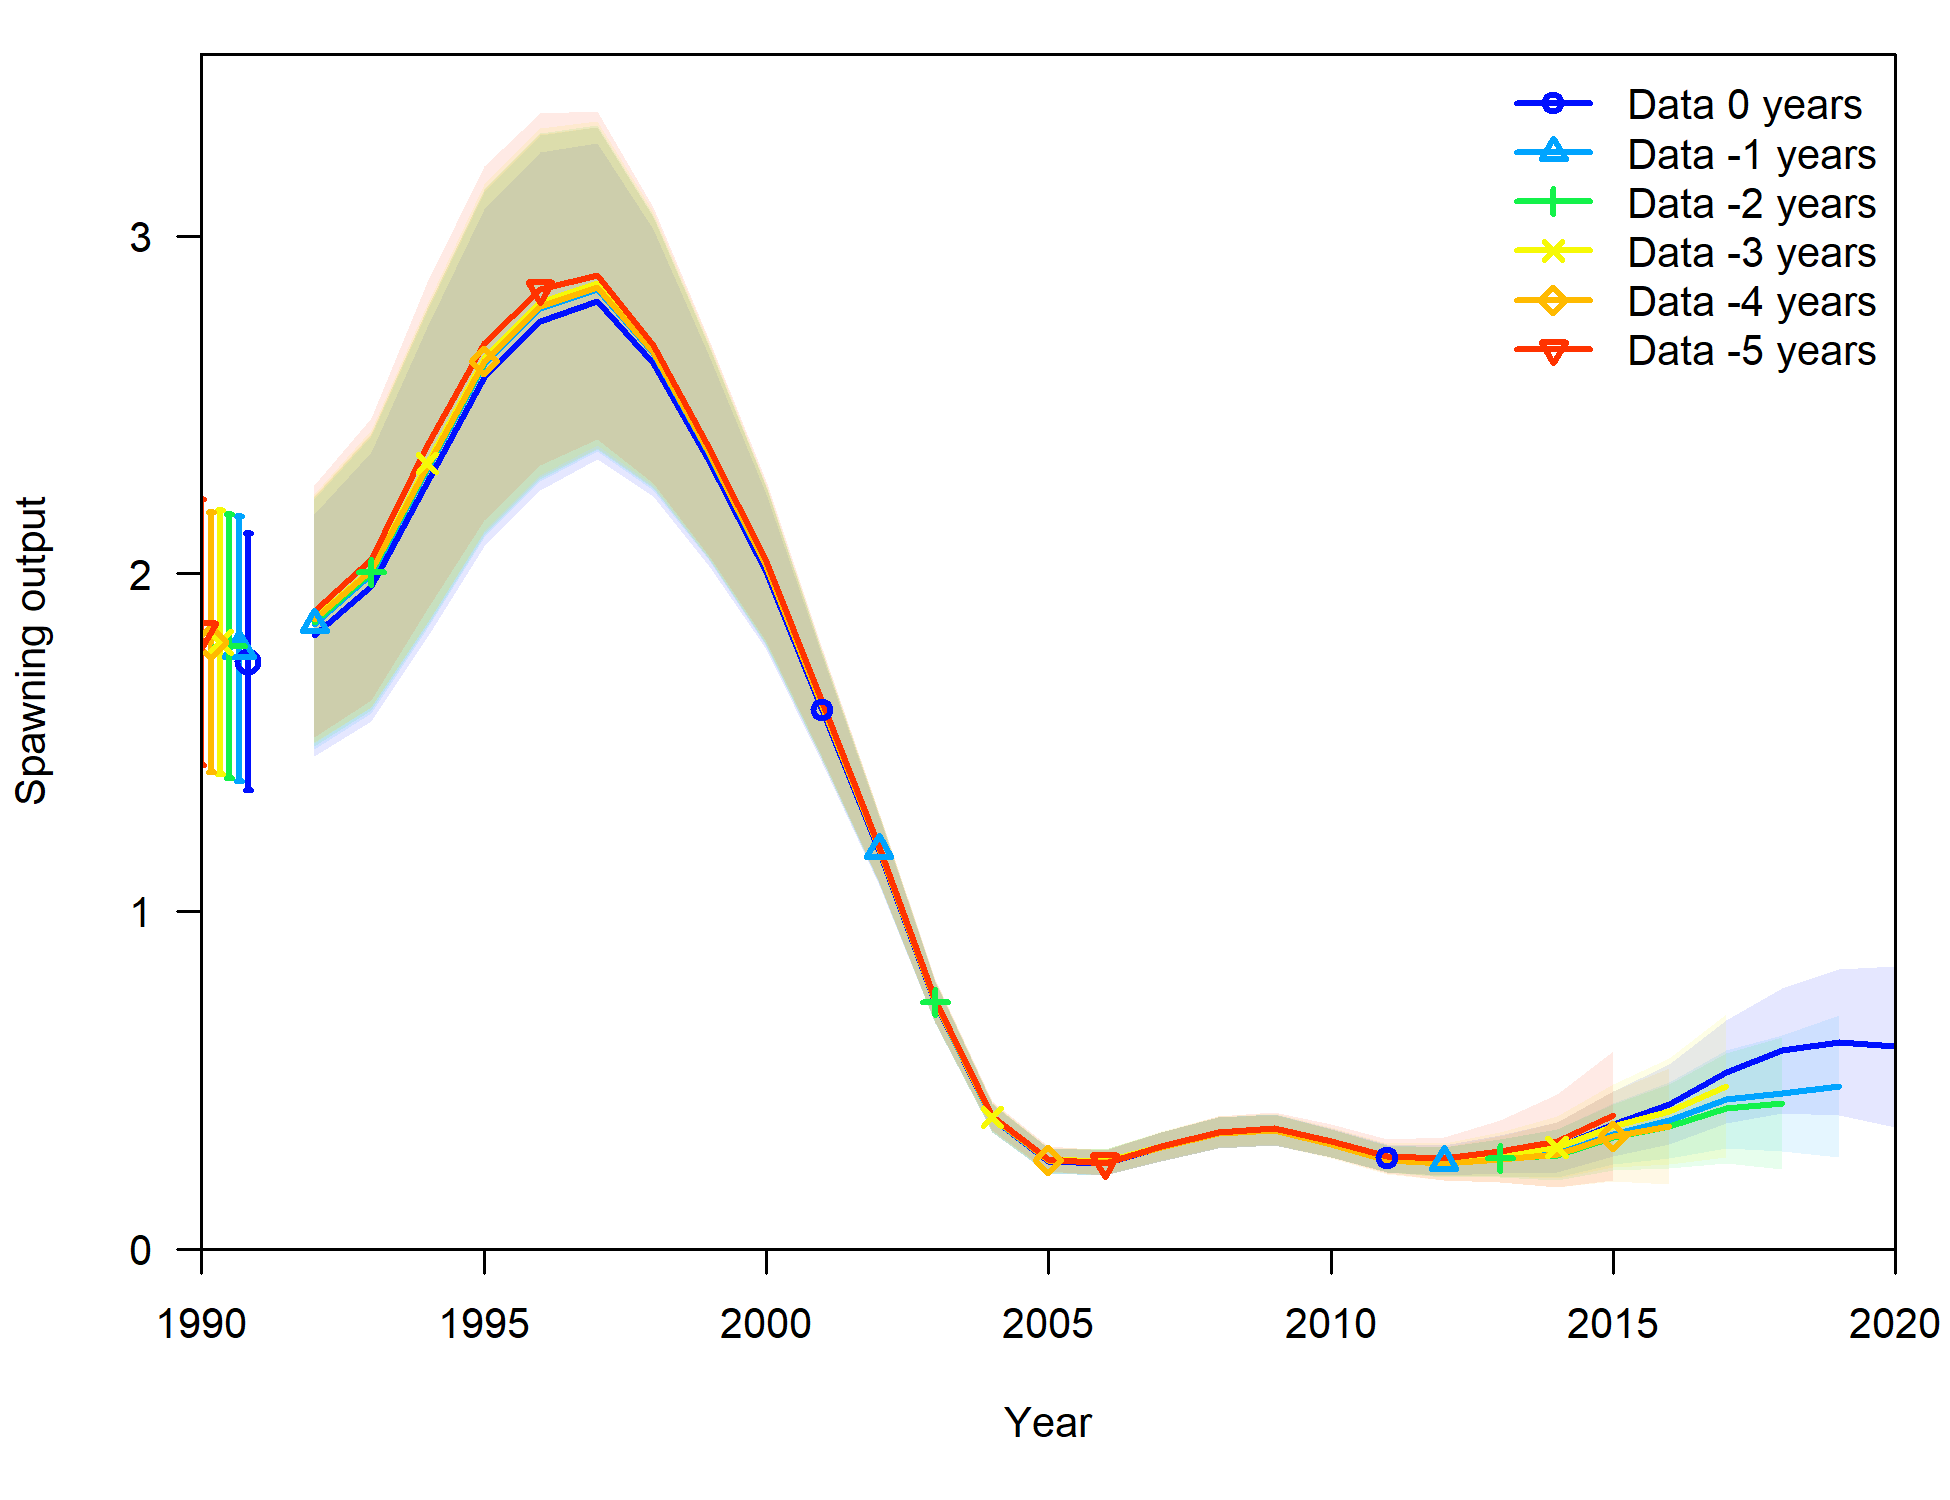 Data 0 years
Data -1 years
Data -2 years
Data -3 years
Data -4 years
Data -5 years
Spawning output
3
2
1
0
1990 1995 2000 2005 2010 2015 2020
Year